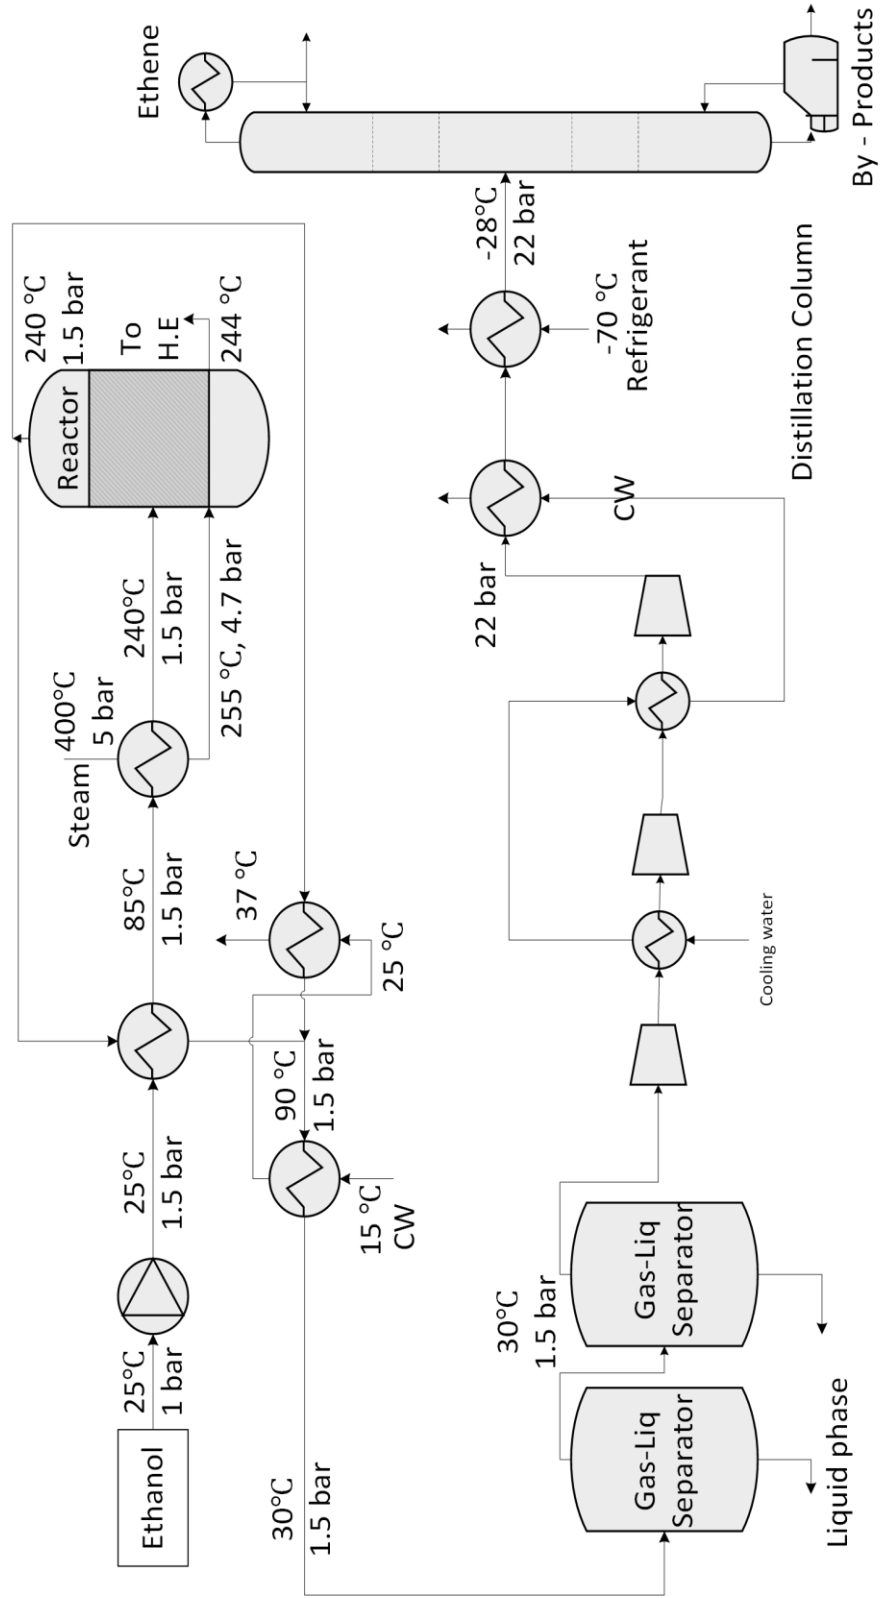 Ethanol
25°C
1 bar
25°C
1.5 bar
85°C
1.5 bar
Steam
400°C
5 bar
240°C
1.5 bar
255 °C, 4.7 bar
Reactor
240 °C
1.5 bar
To
H.E
244 °C
Ethene
30°C
1.5 bar
15 °C
CW
90 °C
1.5 bar
37 °C
25 °C
Gas-Liq
Separator
Liquid phase
30°C
1.5 bar
Gas-Liq
Separator
Cooling water
22 bar
CW
-70 °C
Refrigerant
-28°C
22 bar
Distillation Column
By - Products